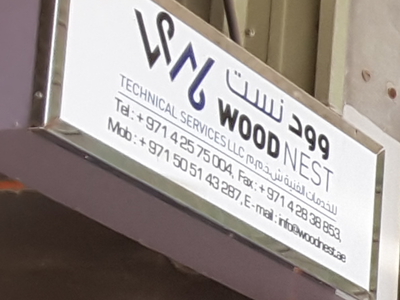 وود نست
WOOD NEST
TECHNICAL SERVICES LLC للخدمات الفنية ش.ذ.م.م
Tel : + 971 4 25 75 004, Fax : + 971 4 28 38 853,
Mob : + 971 50 51 43 287, E - mail : info@woodnest.ae